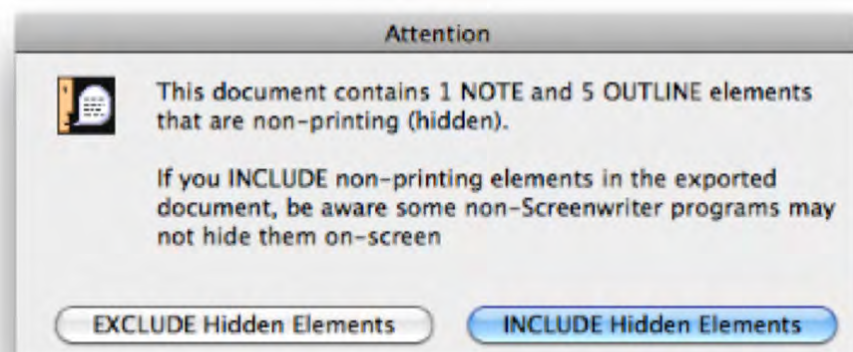 Attention
This document contains 1 NOTE and 5 OUTLINE elements
that are non-printing (hidden).
If you INCLUDE non-printing elements in the exported
document, be aware some non-Screenwriter programs may
not hide them on-screen
EXCLUDE Hidden Elements
INCLUDE Hidden Elements